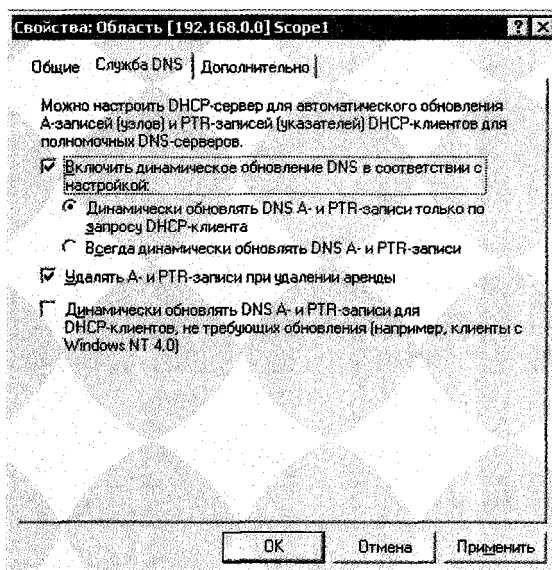 Свойства: Область [192.168.0.0] Scope1
Общие Служба DNS Дополнительно
Можно настроить DHCP-сервер для автоматического обновления
A-записей (узлов) и PTR-записей (указателей) DHCP-клиентов для
полномочных DNS-серверов.
Включить динамическое обновление DNS в соответствии с
настройкой:
Динамически обновлять DNS A- и PTR-записи только по
запросу DHCP-клиента
Всегда динамически обновлять DNS A- и PTR-записи
Удалять A- и PTR-записи при удалении аренды
Динамически обновлять DNS A- и PTR-записи для
DHCP-клиентов, не требующих обновления (например, клиенты с
Windows NT 4.0)
OK Отмена Применить